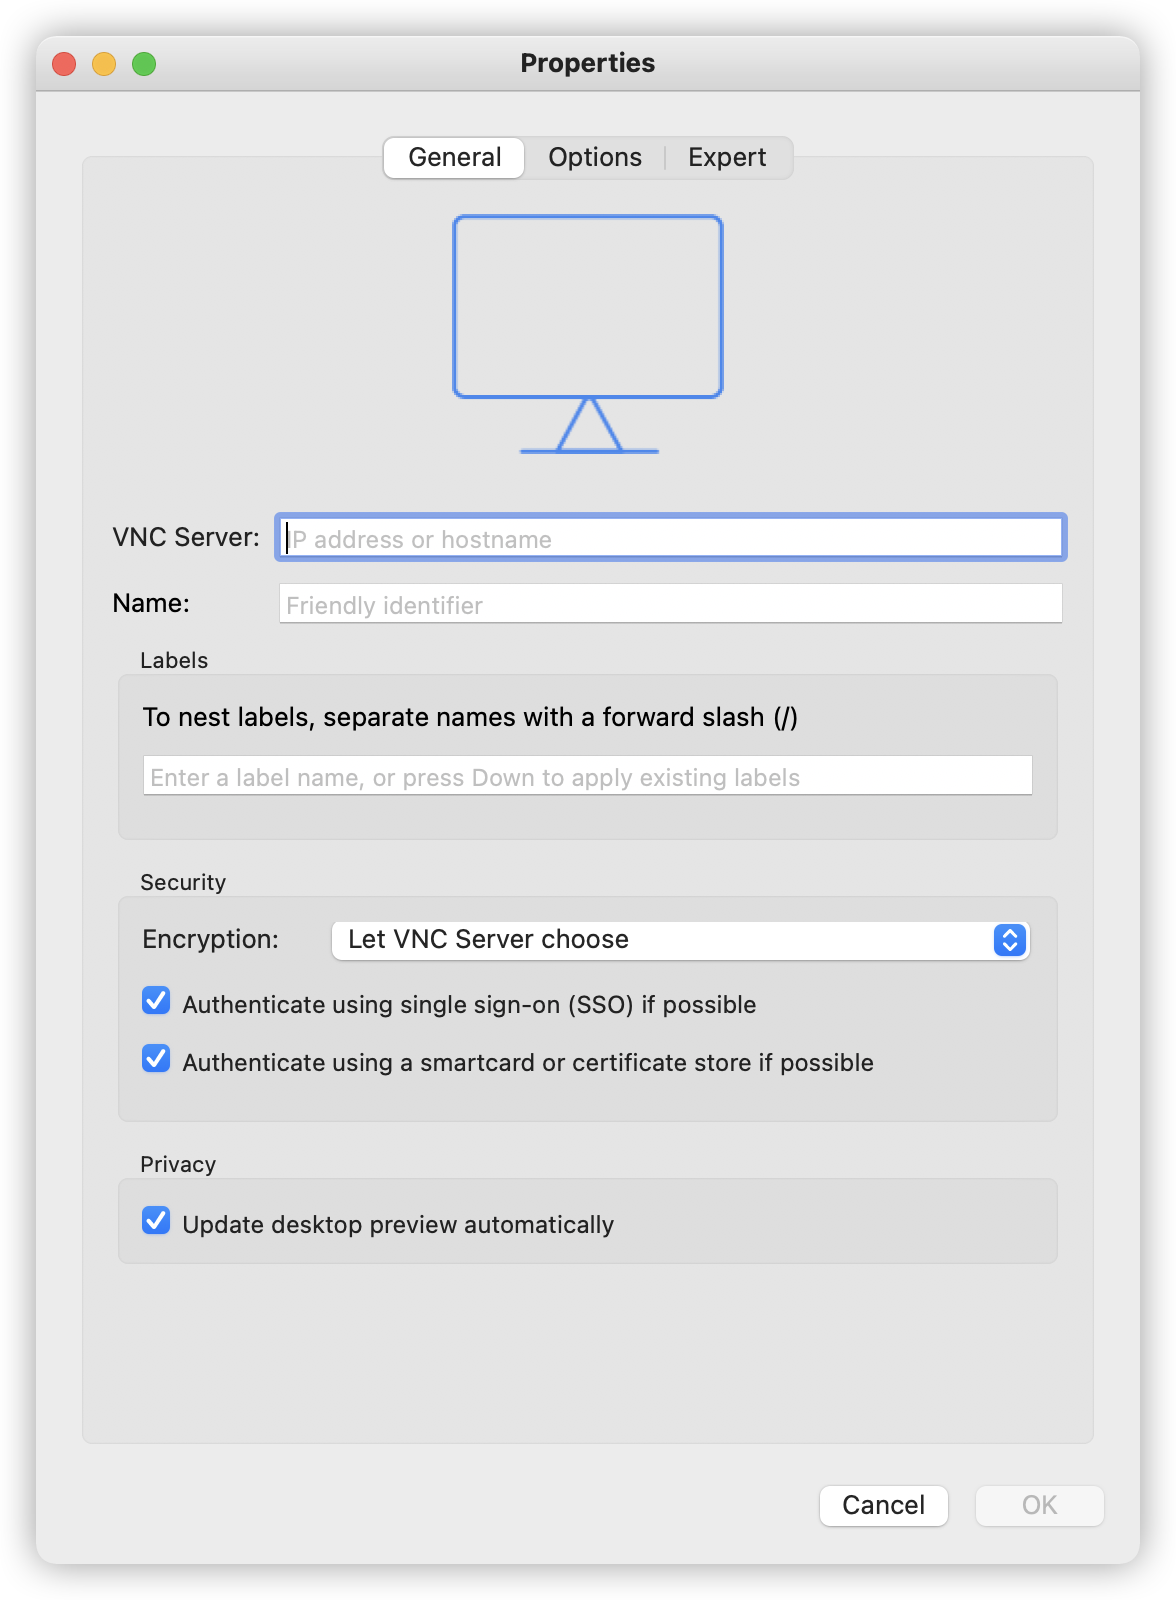 Properties
General Options Expert
VNC Server: IP address or hostname
Name: Friendly identifier
Labels
To nest labels, separate names with a forward slash (/)
Enter a label name, or press Down to apply existing labels
Security
Encryption: Let VNC Server choose
Authenticate using single sign-on (SSO) if possible
Authenticate using a smartcard or certificate store if possible
Privacy
Update desktop preview automatically
Cancel OK